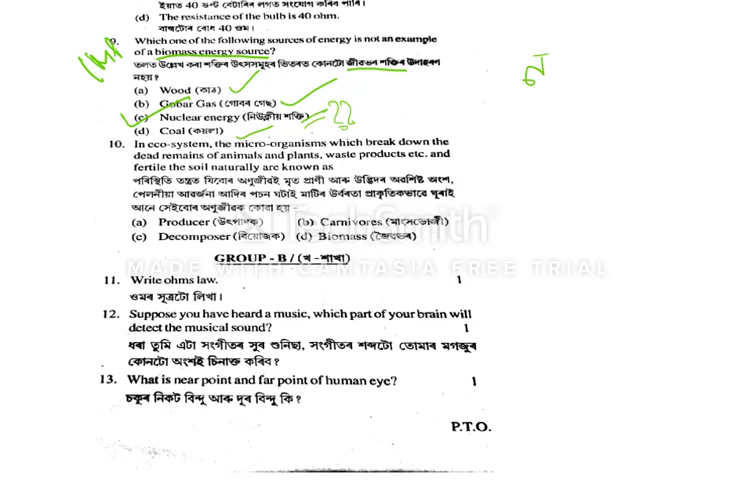 ইয়াত 40 ভল্ট বেটাৰিৰ লগত সংযোগ কৰিব পাৰি।
(d) The resistance of the bulb is 40 ohm.
বাল্বটোৰ ৰোধ 40 ওম।
9. Which one of the following sources of energy is not an example
of a biomass energy source?
তলত উল্লেখ কৰা শক্তিৰ উৎসসমূহৰ ভিতৰত কোনটো জীৱভৰ শক্তিৰ উদাহৰণ
নহয়?
(a) Wood (কাঠ)
(b) Gobar Gas (গোবৰ গেছ)
(c) Nuclear energy (নিউক্লীয় শক্তি)
(d) Coal (কয়লা)
10. In eco-system, the micro-organisms which break down the
dead remains of animals and plants, waste products etc. and
fertile the soil naturally are known as
পৰিস্থিতি তন্ত্ৰত যিবোৰ অণুজীৱই মৃত প্ৰাণী আৰু উদ্ভিদৰ অৱশিষ্ট অংশ,
পেলনীয়া আৱৰ্জনা আদিৰ পচন ঘটাই মাটিৰ উৰ্বৰতা প্ৰাকৃতিকভাৱে ঘূৰাই
আনে সেইবোৰ অণুজীৱক কোৱা হয় -
(a) Producer (উৎপাদক) (b) Carnivores (মাংসভোজী)
(c) Decomposer (বিয়োজক) (d) Biomass (জৈৱভৰ)
TechSmith
GROUP - B / (খ -শাখা)
MADE WITH CAMTASIA FREE TRIAL
11. Write ohms law. 1
ওমৰ সূত্ৰটো লিখা।
12. Suppose you have heard a music, which part of your brain will
detect the musical sound? 1
ধৰা তুমি এটা সংগীতৰ সুৰ শুনিছা, সংগীতৰ শব্দটো তোমাৰ মগজুৰ
কোনটো অংশই চিনাক্ত কৰিব?
13. What is near point and far point of human eye? 1
চকুৰ নিকট বিন্দু আৰু দূৰ বিন্দু কি?
P.T.O.